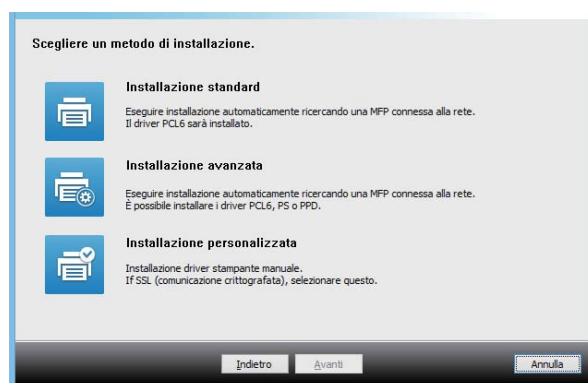 Scegliere un metodo di installazione.
Installazione standard
Eseguire installazione automaticamente ricercando una MFP connessa alla rete.
Il driver PCL6 sarà installato.
Installazione avanzata
Eseguire installazione automaticamente ricercando una MFP connessa alla rete.
È possibile installare i driver PCL6, PS o PPD.
Installazione personalizzata
Installazione driver stampante manuale.
If SSL (comunicazione crittografata), selezionare questo.
Indietro Avanti Annulla